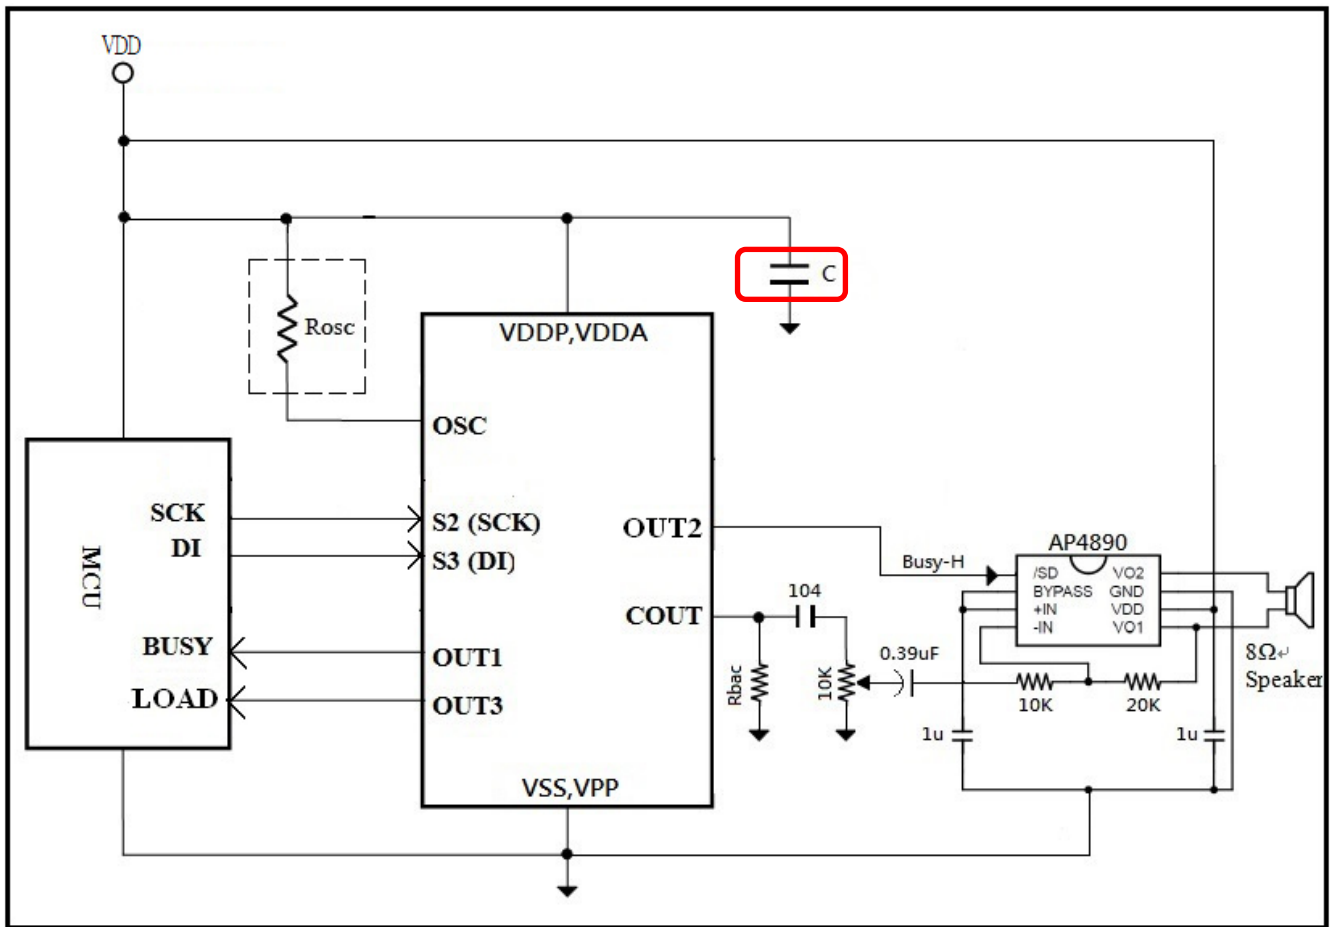 VDD
C
Rosc
VDDP,VDDA
OSC
SCK
DI
MCU
BUSY
LOAD
S2 (SCK)
S3 (DI)
OUT1
OUT3
OUT2
COUT
VSS,VPP
Busy-H
104
Rbac
10K
0.39uF
AP4890
/SD VO2
BYPASS GND
+IN VDD
-IN VO1
8Ω↵
Speaker
10K
20K
1u
1u